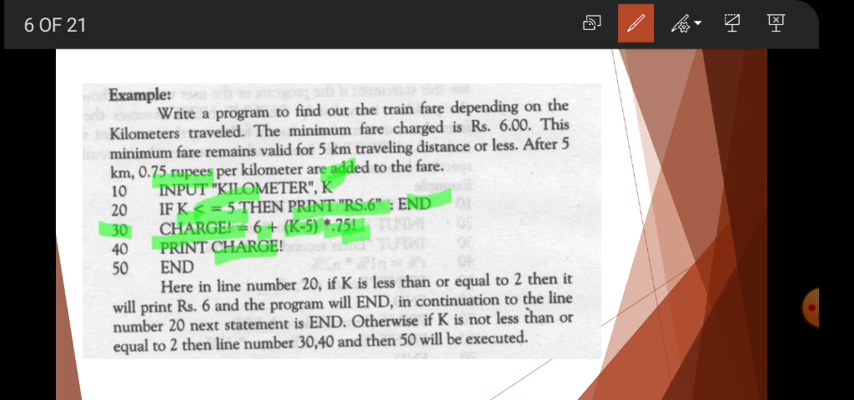 6 OF 21
Example:
Write a program to find out the train fare depending on the
Kilometers traveled. The minimum fare charged is Rs. 6.00. This
minimum fare remains valid for 5 km traveling distance or less. After 5
km, 0.75 rupees per kilometer are added to the fare.
10 INPUT "KILOMETER", K
20 IF K < = 5 THEN PRINT "RS.6" : END
30 CHARGE! = 6 + (K-5) * .75!
40 PRINT CHARGE!
50 END
Here in line number 20, if K is less than or equal to 2 then it
will print Rs. 6 and the program will END, in continuation to the line
number 20 next statement is END. Otherwise if K is not less than or
equal to 2 then line number 30,40 and then 50 will be executed.